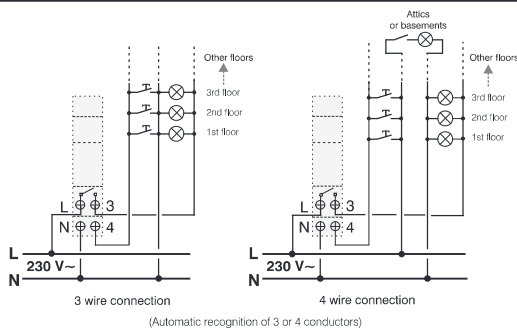 Attics
or basements
Other floors
3rd floor
2nd floor
1st floor
L 3
N 4
L
230 V~
N
3 wire connection
Other floors
3rd floor
2nd floor
1st floor
L 3
N 4
L
230 V~
N
4 wire connection
(Automatic recognition of 3 or 4 conductors)